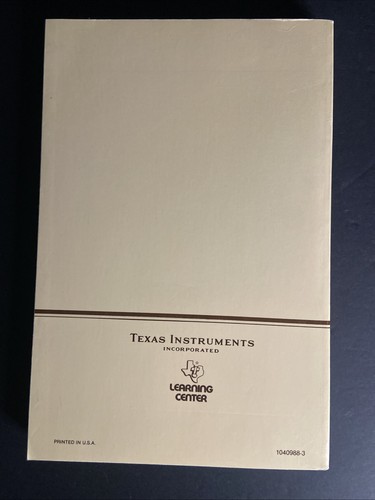 TEXAS INSTRUMENTS
INCORPORATED
LEARNING
CENTER
PRINTED IN U.S.A.
1040988-3